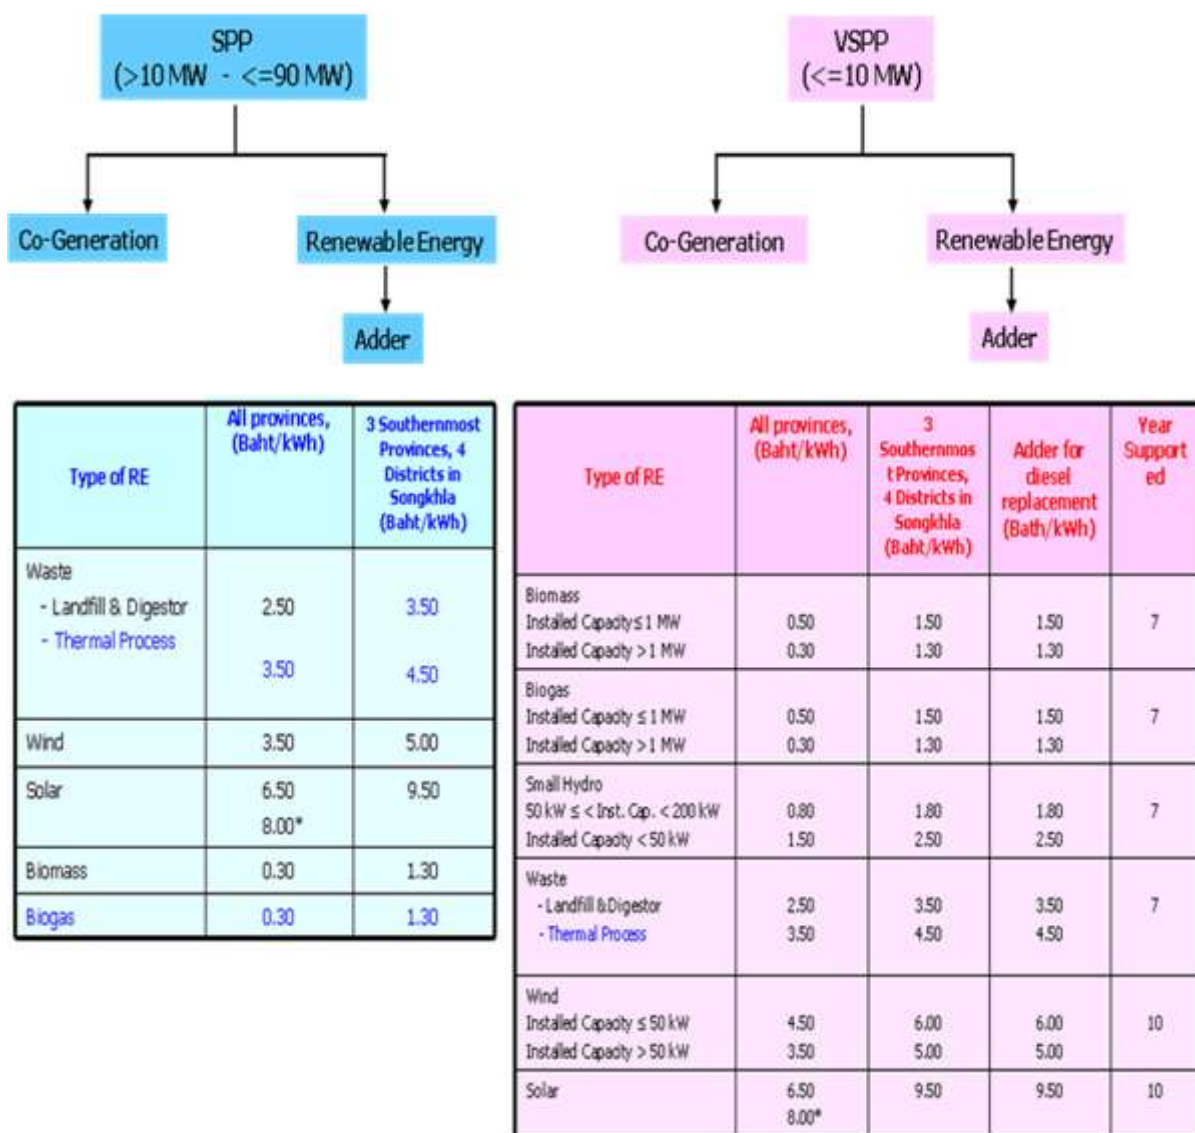 SPP
(>10 MW - <=90 MW)
Co-Generation
Renewable Energy
Adder
VSPP
(<=10 MW)
Co-Generation
Renewable Energy
Adder
Type of RE
All provinces,
(Baht/kWh)
3 Southernmost
Provinces, 4
Districts in
Songkhla
(Baht/kWh)
Waste
- Landfill & Digestor 2.50 3.50
- Thermal Process
3.50 4.50
Wind 3.50 5.00
Solar 6.50 9.50
8.00*
Biomass 0.30 1.30
Biogas 0.30 1.30
Type of RE
All provinces,
(Baht/kWh)
3
Southernmos
t Provinces,
4 Districts in
Songkhla
(Baht/kWh)
Adder for
diesel
replacement
(Bath/kWh)
Year
Support
ed
Biomass
Installed Capacity ≤ 1 MW 0.50 1.50 1.50 7
Installed Capacity > 1 MW 0.30 1.30 1.30
Biogas
Installed Capacity ≤ 1 MW 0.50 1.50 1.50 7
Installed Capacity > 1 MW 0.30 1.30 1.30
Small Hydro
50 kW ≤ < Inst. Cap. < 200 kW 0.80 1.80 1.80 7
Installed Capacity < 50 kW 1.50 2.50 2.50
Waste
- Landfill & Digestor 2.50 3.50 3.50 7
- Thermal Process 3.50 4.50 4.50
Wind
Installed Capacity ≤ 50 kW 4.50 6.00 6.00 10
Installed Capacity > 50 kW 3.50 5.00 5.00
Solar 6.50 9.50 9.50 10
8.00*